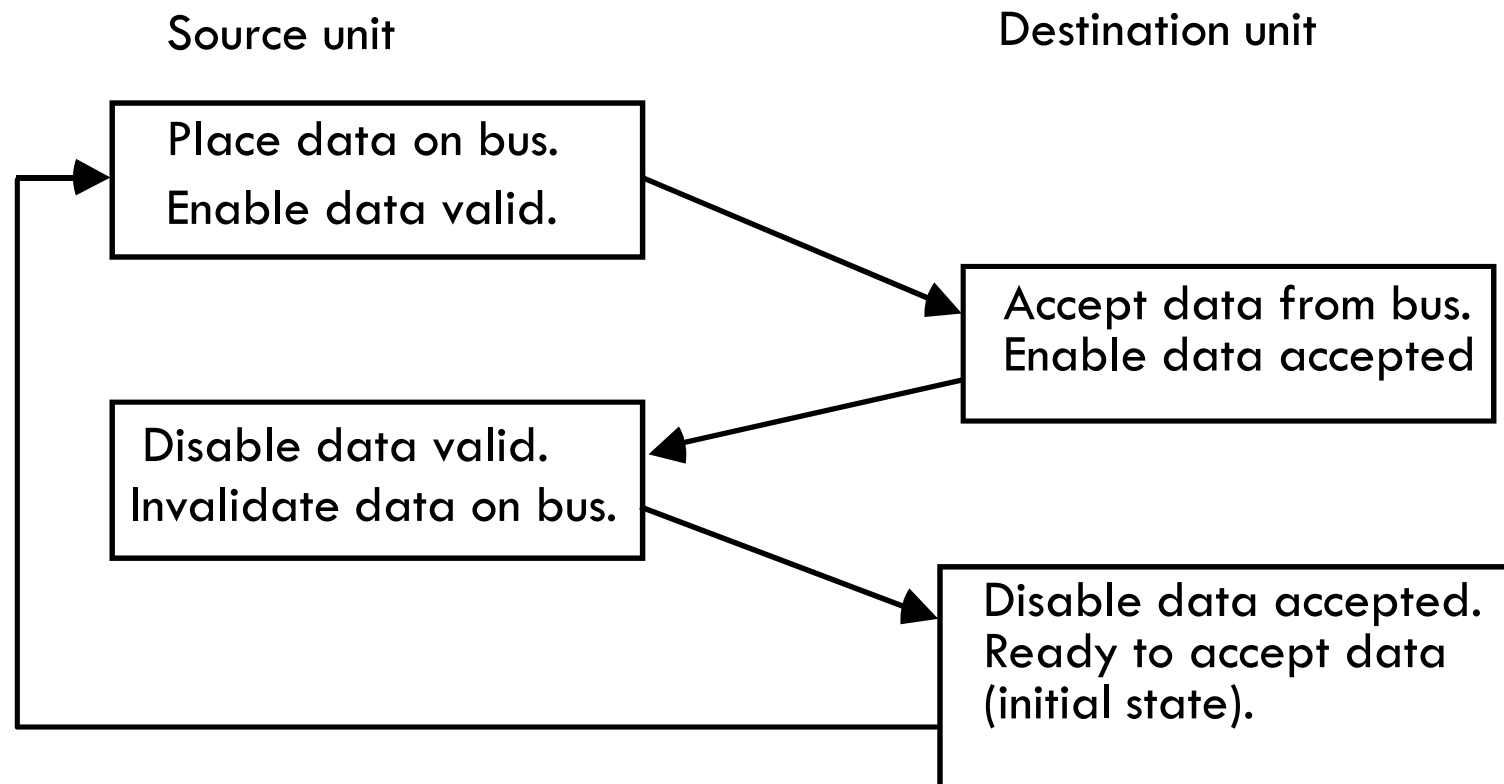 Source unit
Destination unit
Place data on bus.
Enable data valid.
Accept data from bus.
Enable data accepted
Disable data valid.
Invalidate data on bus.
Disable data accepted.
Ready to accept data
(initial state).